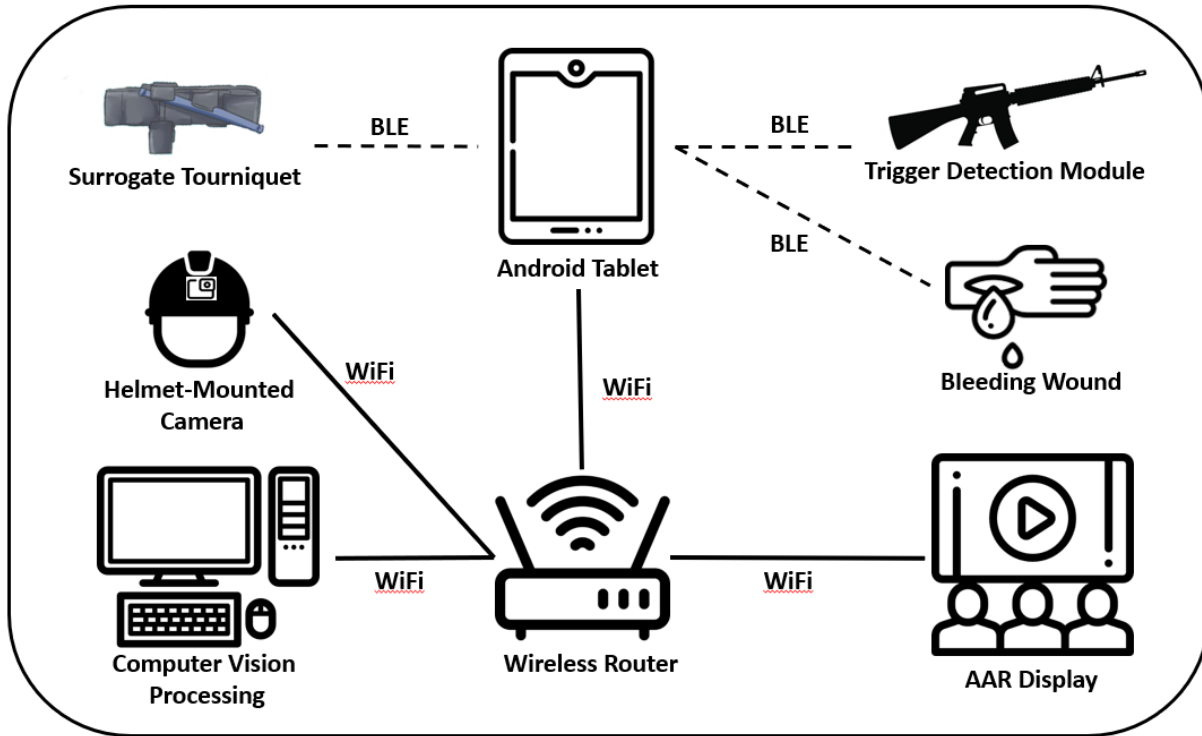 BLE
BLE
Surrogate Tourniquet
Trigger Detection Module
BLE
Android Tablet
Helmet-Mounted
Camera
WiFi
WiFi
Bleeding Wound
WiFi
WiFi
Computer Vision
Processing
Wireless Router
AAR Display